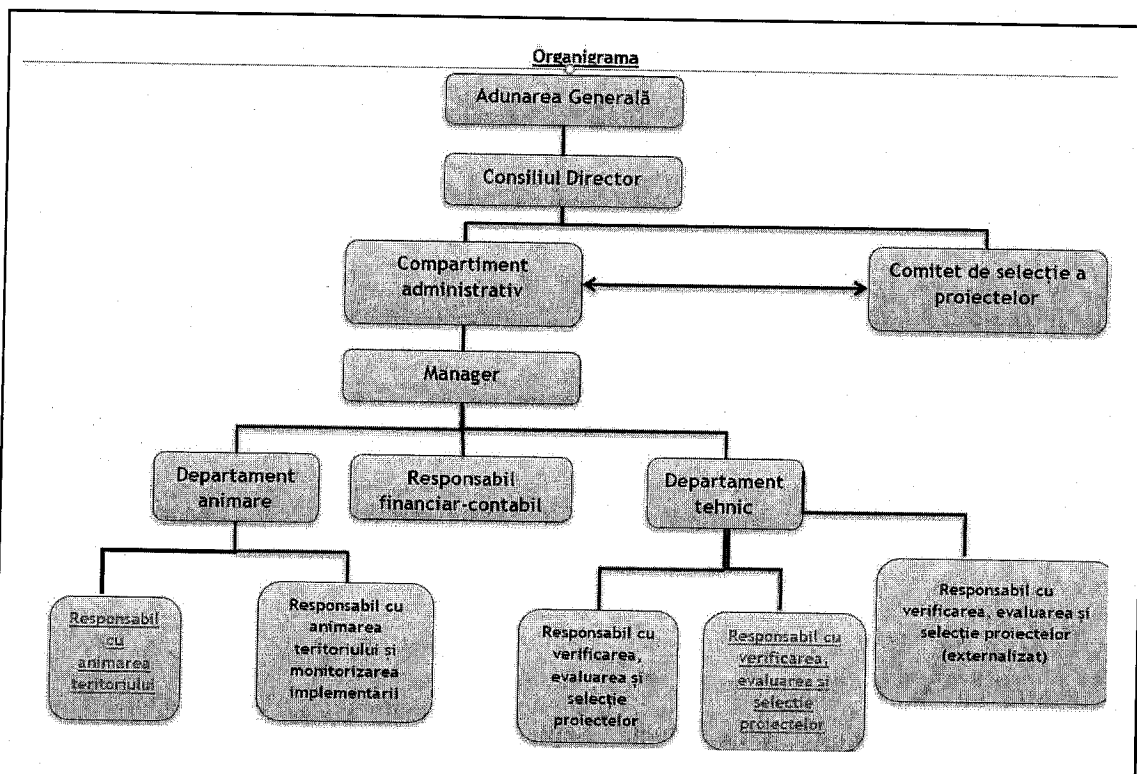 Organigrama
Adunarea Generală
Consiliul Director
Compartiment
administrativ
Comitet de selecție a
proiectelor
Manager
Departament
animare
Responsabil
financiar-contabil
Departament
tehnic
Responsabil
cu
animarea
teritoriului
Responsabil cu
animarea
teritoriului și
monitorizarea
implementarii
Responsabil cu
verificarea,
evaluarea și
selecție
proiectelor
Responsabil cu
verificarea,
evaluarea și
selecție
proiectelor
Responsabil cu
verificarea, evaluarea și
selecție proiectelor
(externalizat)